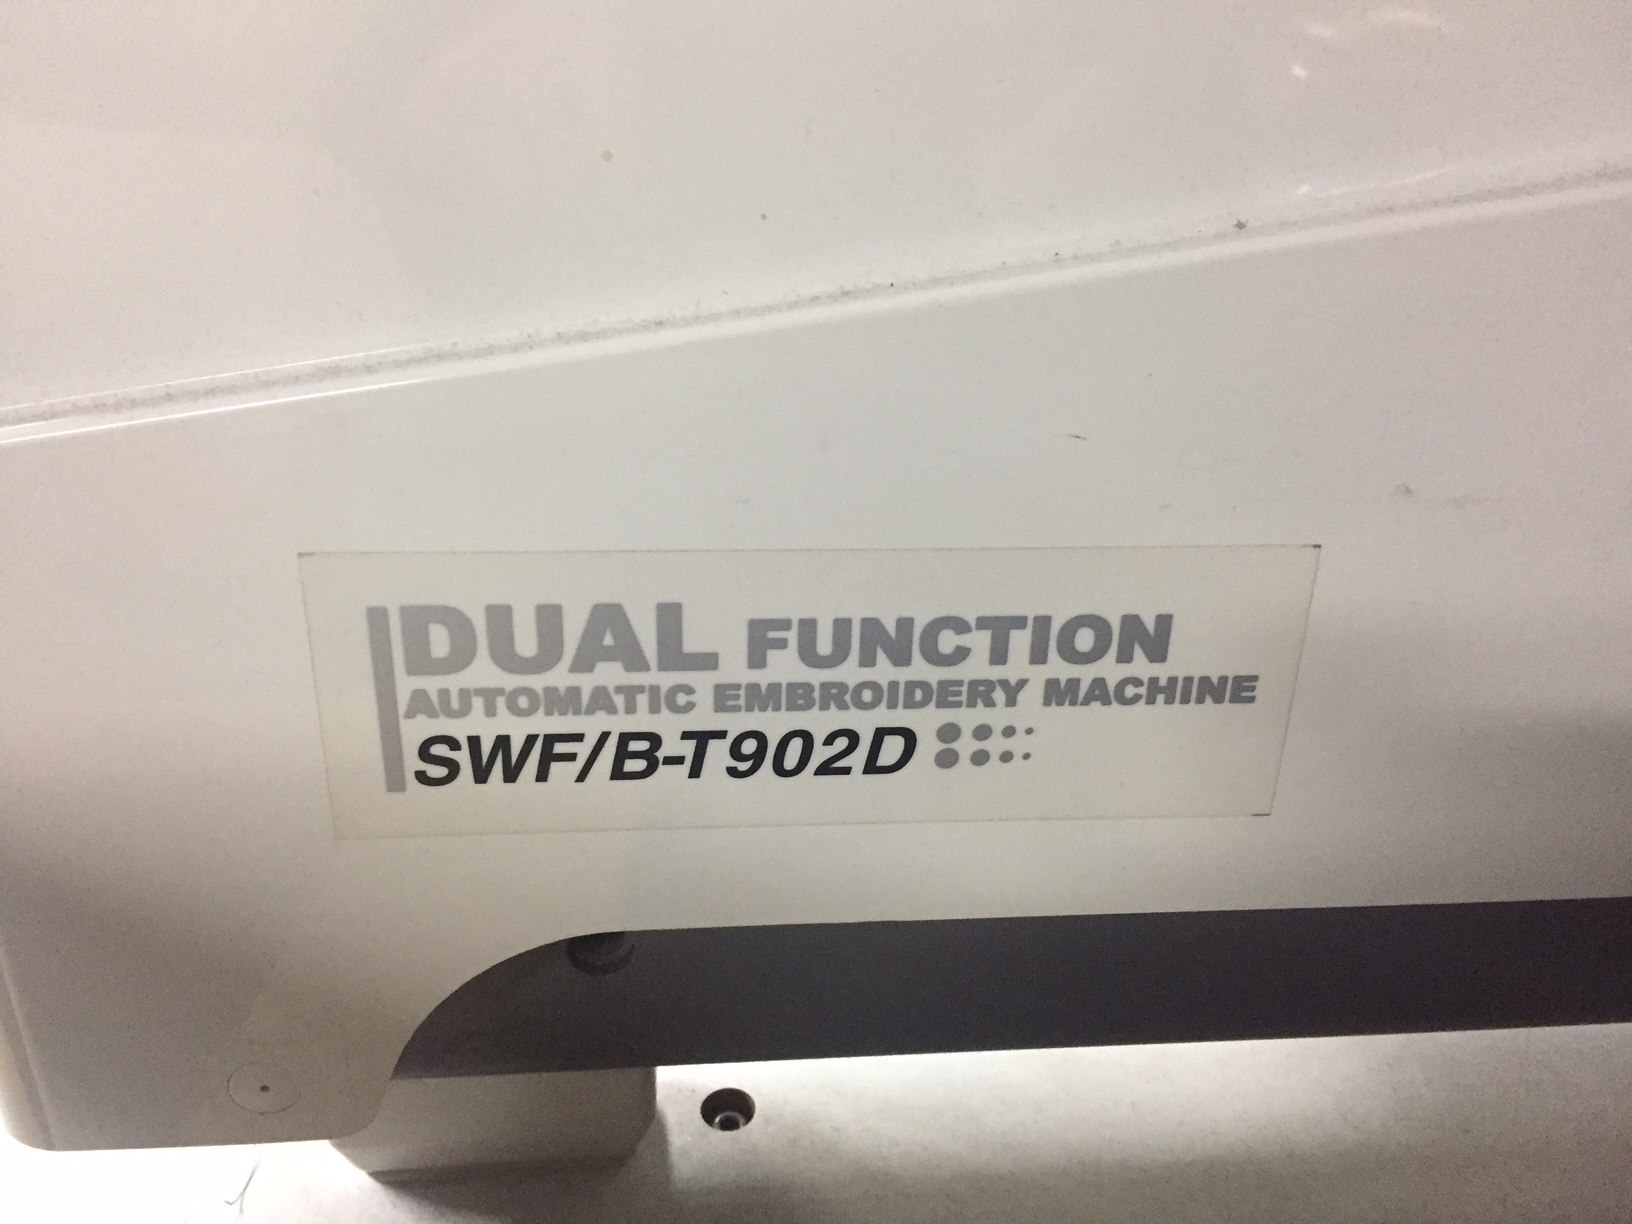 DUAL FUNCTION
AUTOMATIC EMBROIDERY MACHINE
SWF/B-T902D